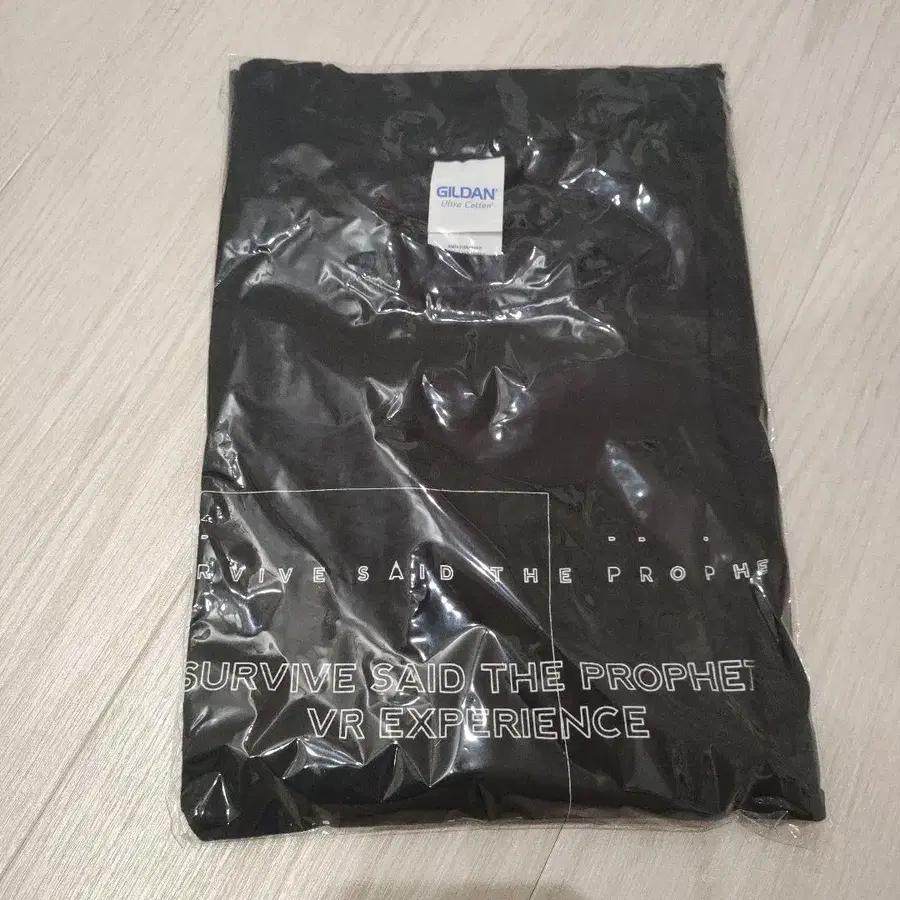 GILDAN®
Ultra Cotton®
RVIVE SAID THE PROPHE
SURVIVE SAID THE PROPHET
VR EXPERIENCE